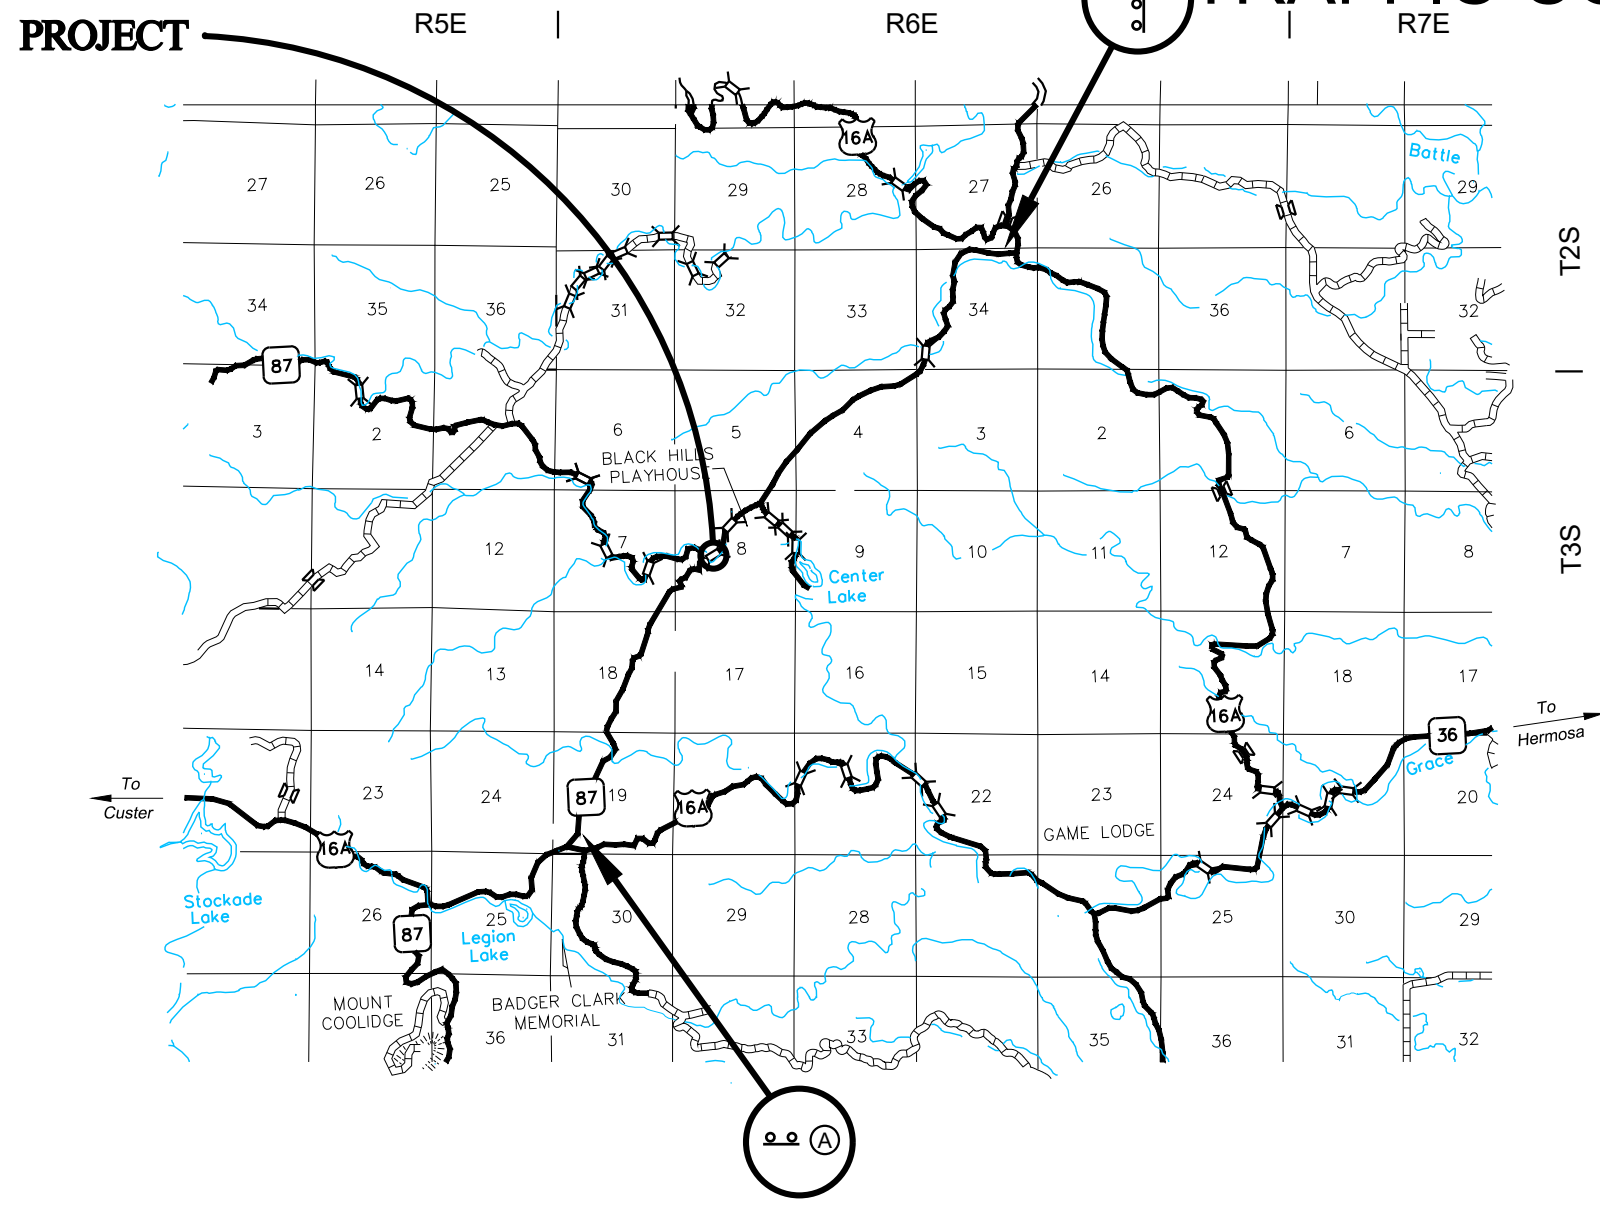 R5E
R6E
R7E
PROJECT
16A
Battle
27
26
25
30
29
28
27
26
29
T2S
34
35
36
31
32
33
34
36
32
87
3
2
6
5
4
3
2
6
BLACK HILLS
PLAYHOUSE
12
7
8
9
10
11
12
7
8
T3S
Center
Lake
14
13
18
17
16
15
14
18
17
16A
36
To
Hermosa
Grace
To
Custer
23
24
87
19
16A
22
23
24
20
GAME LODGE
16A
Stockade
Lake
26
87
25
30
29
28
25
30
29
Legion
Lake
MOUNT
COOLIDGE
BADGER CLARK
MEMORIAL
36
31
33
35
36
31
32
A